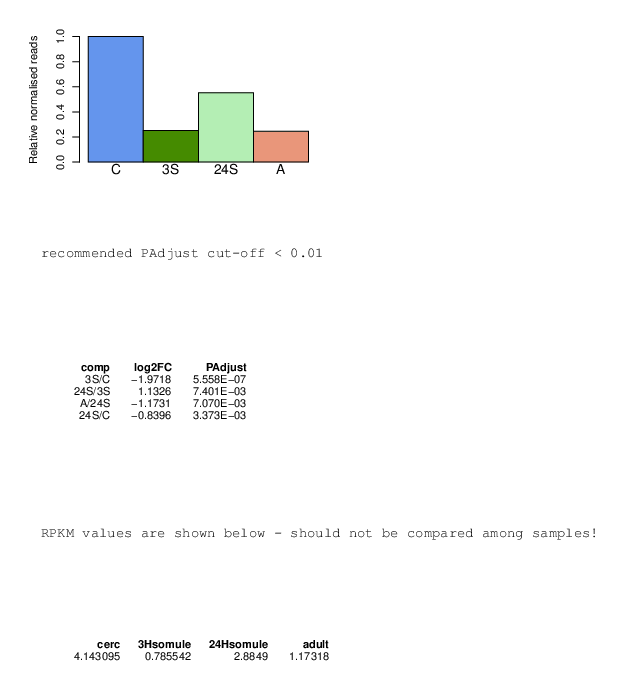 Relative normalised reads
1.0
0.8
0.6
0.4
0.2
0.0
C 3S 24S A
recommended PAdjust cut-off < 0.01
comp log2FC PAdjust
3S/C −1.9718 5.558E−07
24S/3S 1.1326 7.401E−03
A/24S −1.1731 7.070E−03
24S/C −0.8396 3.373E−03
RPKM values are shown below - should not be compared among samples!
cerc 3Hsomule 24Hsomule adult
4.143095 0.785542 2.8849 1.17318